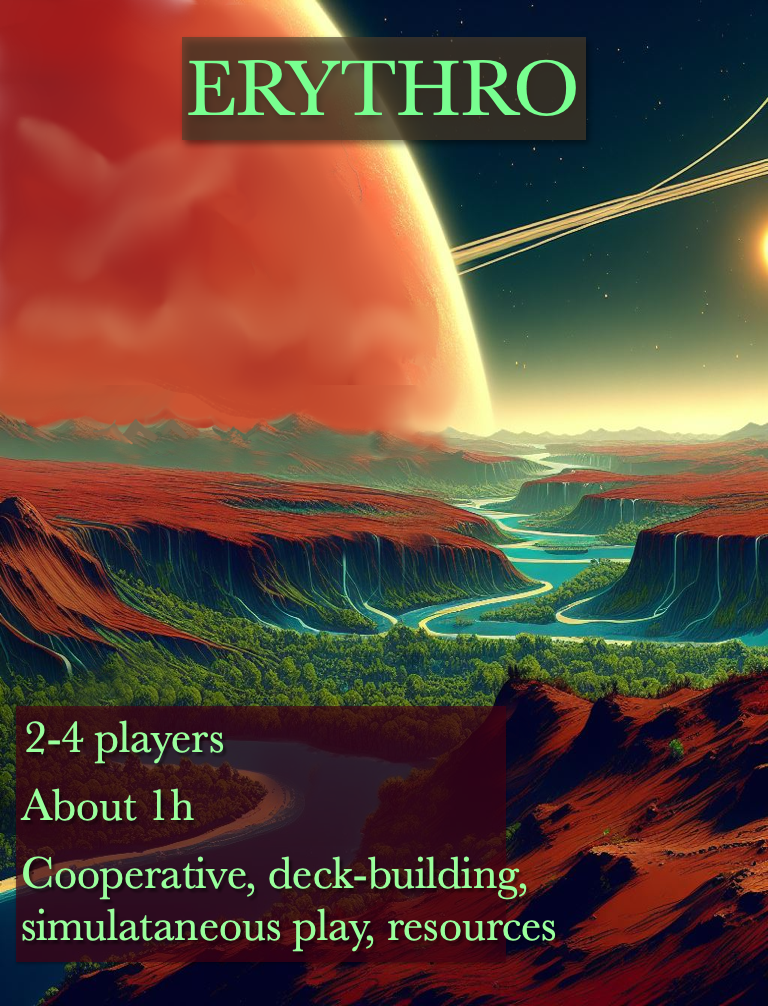 ERYTHRO
2-4 players
About 1h
Cooperative, deck-building,
simulataneous play, resources